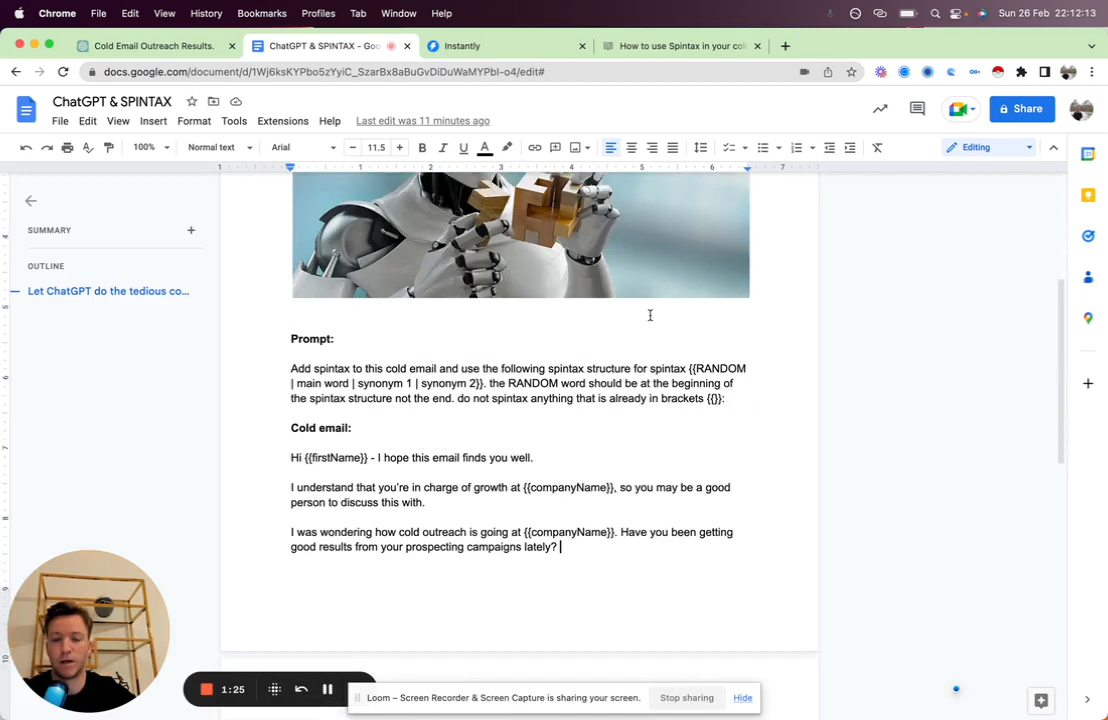 Chrome File Edit View History Bookmarks Profiles Tab Window Help Sun 26 Feb 22:12:13
Cold Email Outreach Results. ChatGPT & SPINTAX - Goo Instantly How to use Spintax in your col
docs.google.com/document/d/1Wj6ksKYPbo5zYyiC_SzarBx8aBuGvDiDuWaMYPbI-o4/edit#
ChatGPT & SPINTAX
Share
File Edit View Insert Format Tools Extensions Help Last edit was 11 minutes ago
100% Normal text Arial 11.5 Editing
1 1 2 3 4 5 6 7
SUMMARY
OUTLINE
Let ChatGPT do the tedious co...
Prompt:
Add spintax to this cold email and use the following spintax structure for spintax {{RANDOM
| main word | synonym 1 | synonym 2}}. the RANDOM word should be at the beginning of
the spintax structure not the end. do not spintax anything that is already in brackets {{}}:
Cold email:
Hi {{firstName}} - I hope this email finds you well.
I understand that you're in charge of growth at {{companyName}}, so you may be a good
person to discuss this with.
I was wondering how cold outreach is going at {{companyName}}. Have you been getting
good results from your prospecting campaigns lately?
1:25
Loom – Screen Recorder & Screen Capture is sharing your screen. Stop sharing Hide